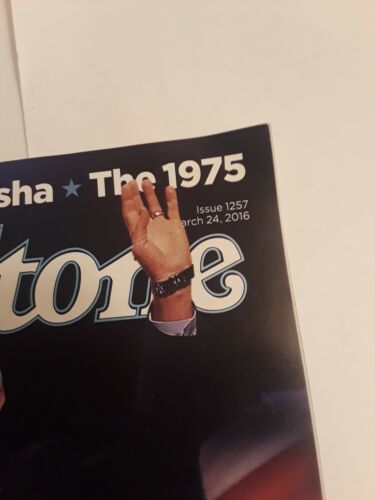 sha ★ The 1975
Issue 1257
arch 24, 2016
tone